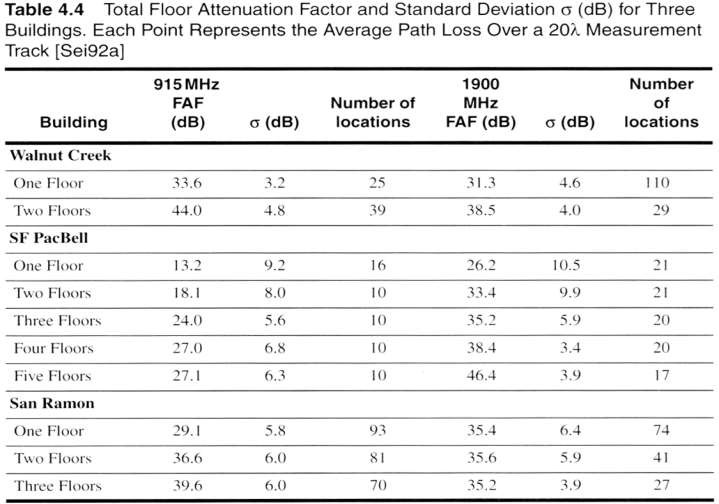 Table 4.4 Total Floor Attenuation Factor and Standard Deviation σ (dB) for Three
Buildings. Each Point Represents the Average Path Loss Over a 20λ Measurement
Track [Sei92a]
Building 915 MHz FAF (dB) σ (dB) Number of locations 1900 MHz FAF (dB) σ (dB) Number of locations
Walnut Creek
One Floor 33.6 3.2 25 31.3 4.6 110
Two Floors 44.0 4.8 39 38.5 4.0 29
SF PacBell
One Floor 13.2 9.2 16 26.2 10.5 21
Two Floors 18.1 8.0 10 33.4 9.9 21
Three Floors 24.0 5.6 10 35.2 5.9 20
Four Floors 27.0 6.8 10 38.4 3.4 20
Five Floors 27.1 6.3 10 46.4 3.9 17
San Ramon
One Floor 29.1 5.8 93 35.4 6.4 74
Two Floors 36.6 6.0 81 35.6 5.9 41
Three Floors 39.6 6.0 70 35.2 3.9 27